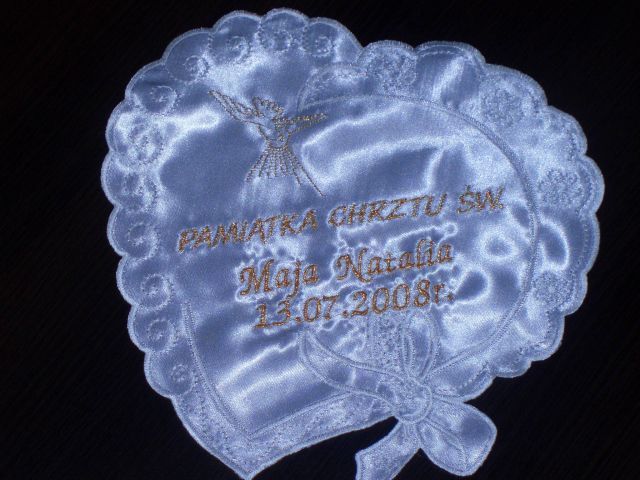 PAMIĄTKA CHRZTU ŚW.
Maja Natalia
13.07.2008r.